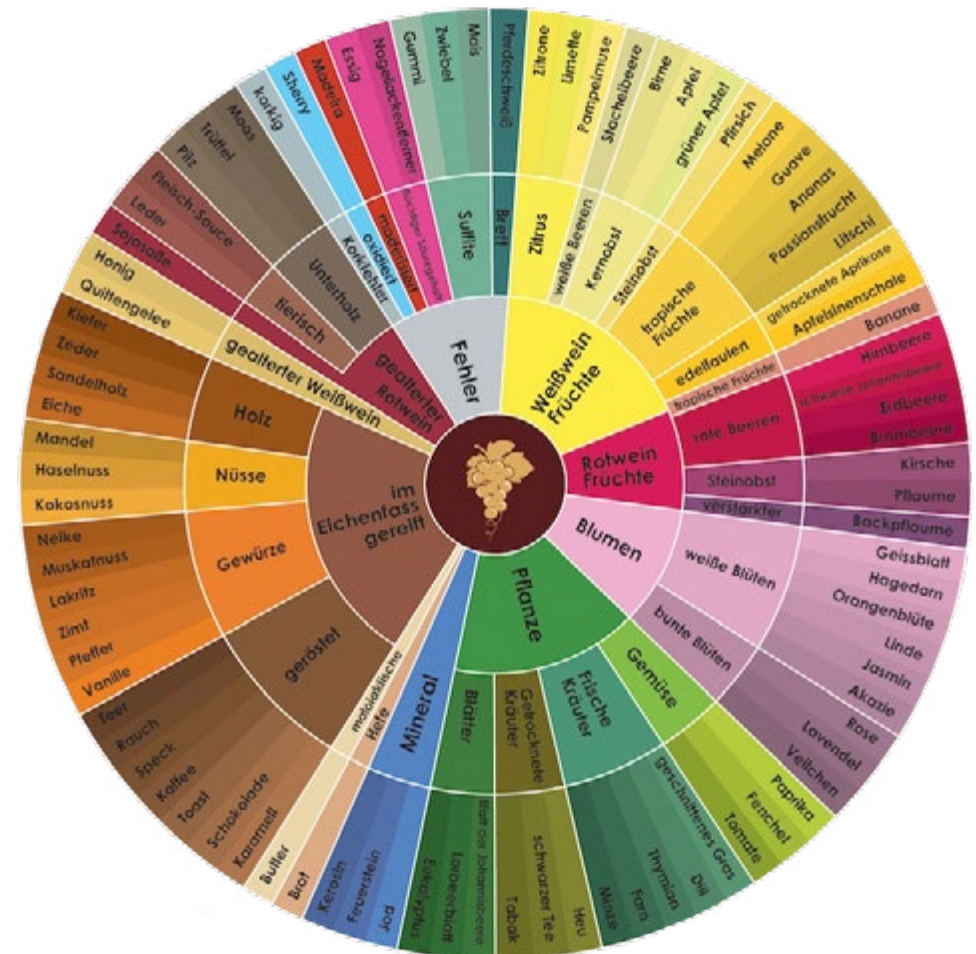 Fehler
Weißwein
Früchte
Rotwein
Früchte
Blumen
Pflanze
Mineral
Hefe
malolaktische
im
Eichenfass
gereift
gealterter Weißwein
gealterter
Rotwein
Brett
Zitrus
weiße Beeren
Kernobst
Steinobst
tropische
Früchte
edelfaulen
tropische Früchte
rote Beeren
Steinobst
verstärkter
weiße Blüten
bunte Blüten
Gemüse
Frische
Kräuter
Getrocknete
Kräuter
Blätter
geröstet
Gewürze
Nüsse
Holz
tierisch
Unterholz
Korkfehler
oxidiert
maderisiert
Sulfite
Pferdeschweiß
Zitrone
Limette
Pampelmuse
Stachelbeere
Birne
Apfel
grüner Apfel
Pfirsich
Melone
Guave
Ananas
Passionsfrucht
Litschi
getrocknete Aprikose
Apfelsinenschale
Banane
Himbeere
schwarze Johannisbeere
Erdbeere
Brombeere
Kirsche
Pflaume
Backpflaume
Geissblatt
Hagedorn
Orangenblüte
Linde
Jasmin
Akazie
Rose
Lavendel
Veilchen
Paprika
Fenchel
Tomate
geschnittenes Gras
Dill
Thymian
Farn
Minze
Heu
schwarzer Tee
Tabak
Blatt der Johannisbeere
Lorbeerblatt
Eukalyptus
Jod
Feuerstein
Kerosin
Brot
Butter
Karamell
Schokolade
Toast
Kaffee
Speck
Rauch
Teer
Vanille
Pfeffer
Zimt
Lakritz
Muskatnuss
Nelke
Kokosnuss
Haselnuss
Mandel
Eiche
Sandelholz
Zeder
Kiefer
Quittengelee
Honig
Sojasoße
Leder
Fleisch-Sauce
Pilz
Trüffel
Moos
korkig
Sherry
Madeira
Essig
Nagellackentferner
Gummi
Zwiebel
Mais